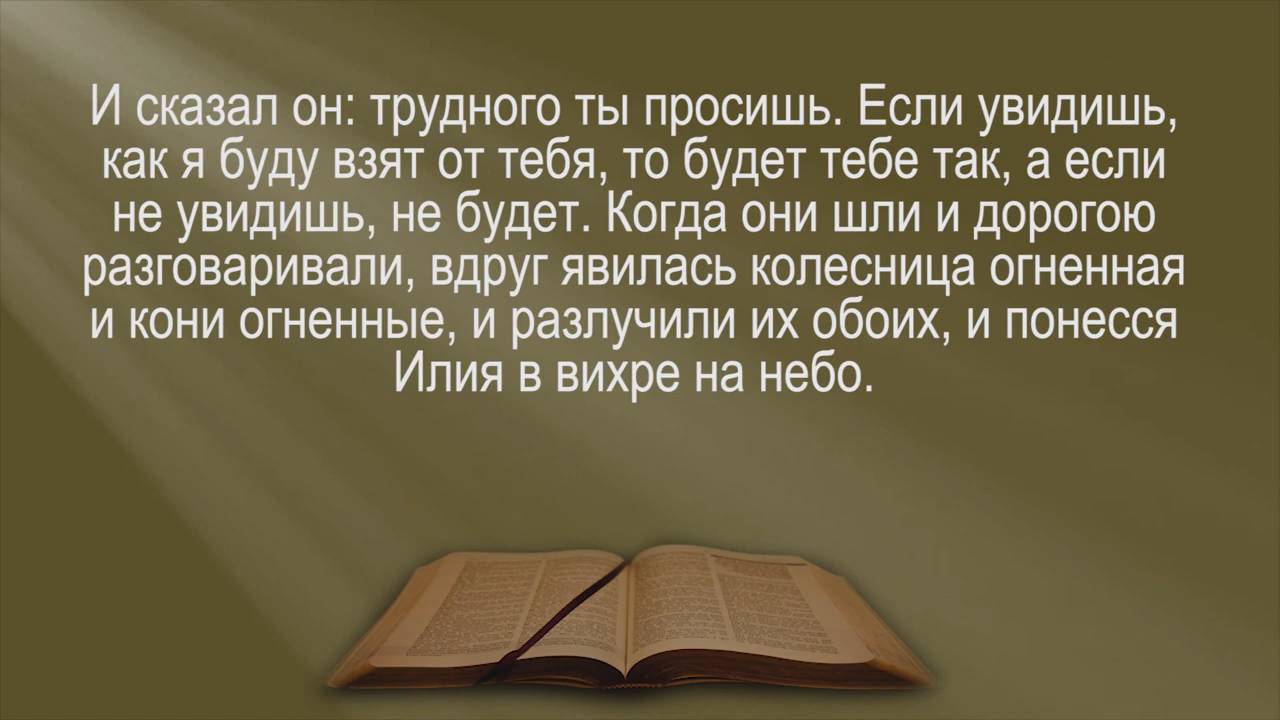 И сказал он: трудного ты просишь. Если увидишь,
как я буду взят от тебя, то будет тебе так, а если
не увидишь, не будет. Когда они шли и дорогою
разговаривали, вдруг явилась колесница огненная
и кони огненные, и разлучили их обоих, и понесся
Илия в вихре на небо.